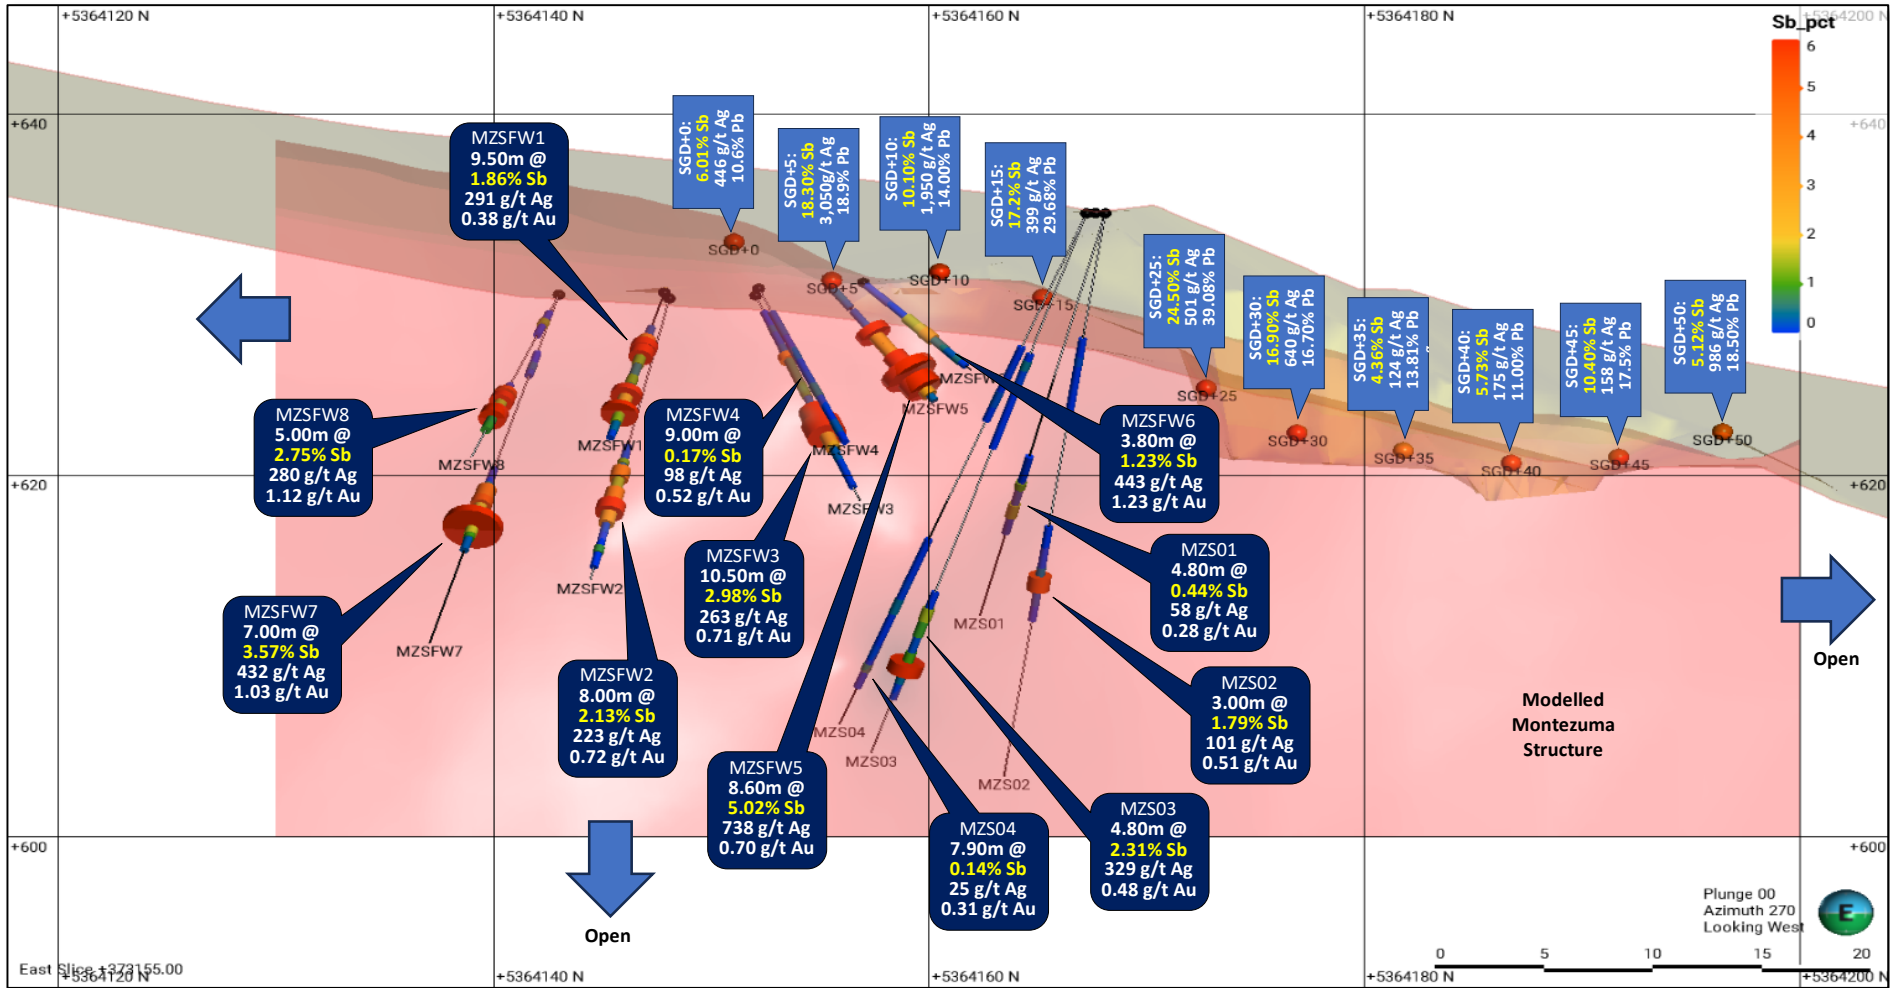 +5364120 N
+5364140 N
+5364160 N
+5364180 N
+5364200 N
Sb_pct
6
5
4
3
2
1
0
+640
+640
MZSFW1
9.50m @
1.86% Sb
291 g/t Ag
0.38 g/t Au
SGD+0:
6.01% Sb
446 g/t Ag
10.6% Pb
SGD+5:
18.30% Sb
3,050g/t Ag
18.9% Pb
SGD+10:
10.10% Sb
1,950 g/t Ag
14.00% Pb
SGD+15:
17.2% Sb
399 g/t Ag
29.68% Pb
SGD+25:
24.50% Sb
501 g/t Ag
39.08% Pb
SGD+30:
16.90% Sb
640 g/t Ag
16.70% Pb
SGD+35:
4.36% Sb
124 g/t Ag
13.81% Pb
SGD+40:
5.73% Sb
175 g/t Ag
11.00% Pb
SGD+45:
10.40% Sb
158 g/t Ag
17.5% Pb
SGD+50:
5.12% Sb
986 g/t Ag
18.50% Pb
SGD+0
SGD+5
SGD+10
SGD+15
SGD+25
SGD+30
SGD+35
SGD+40
SGD+45
SGD+50
MZSFW5
MZSFW8
MZSFW1
MZSFW4
MZSFW3
MZSFW2
MZSFW7
MZS01
MZS02
MZS03
MZS04
MZSFW8
5.00m @
2.75% Sb
280 g/t Ag
1.12 g/t Au
MZSFW4
9.00m @
0.17% Sb
98 g/t Ag
0.52 g/t Au
MZSFW6
3.80m @
1.23% Sb
443 g/t Ag
1.23 g/t Au
+620
+620
MZSFW3
10.50m @
2.98% Sb
263 g/t Ag
0.71 g/t Au
MZS01
4.80m @
0.44% Sb
58 g/t Ag
0.28 g/t Au
MZSFW7
7.00m @
3.57% Sb
432 g/t Ag
1.03 g/t Au
MZSFW2
8.00m @
2.13% Sb
223 g/t Ag
0.72 g/t Au
MZS02
3.00m @
1.79% Sb
101 g/t Ag
0.51 g/t Au
Open
Modelled
Montezuma
Structure
MZSFW5
8.60m @
5.02% Sb
738 g/t Ag
0.70 g/t Au
MZS04
7.90m @
0.14% Sb
25 g/t Ag
0.31 g/t Au
MZS03
4.80m @
2.31% Sb
329 g/t Ag
0.48 g/t Au
+600
+600
Open
Plunge 00
Azimuth 270
Looking West
E
0
5
10
15
20
East Slice +373155.00
+5364120 N
+5364140 N
+5364160 N
+5364180 N
+5364200 N